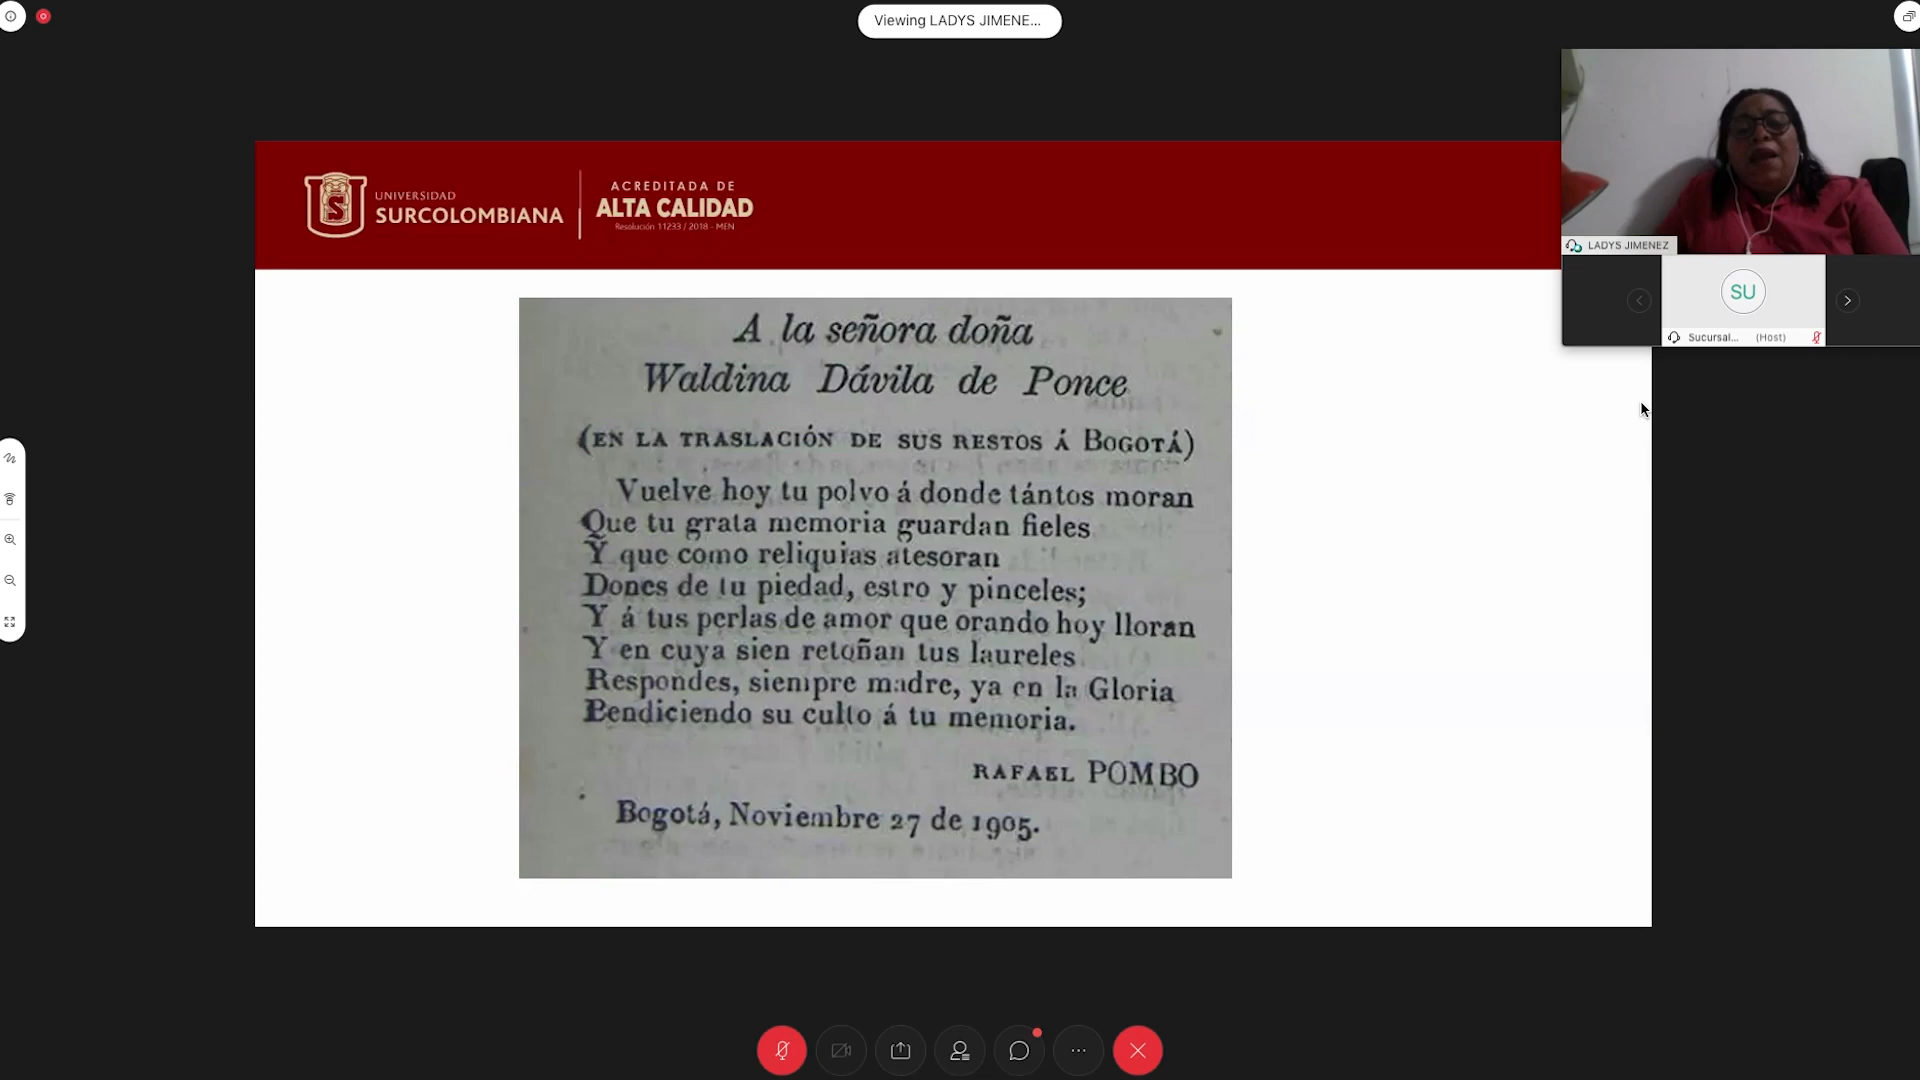 Viewing LADYS JIMENE...
UNIVERSIDAD
SURCOLOMBIANA
ACREDITADA DE
ALTA CALIDAD
Resolución 11233 / 2018 - MEN
LADYS JIMENEZ
SU
Sucursal... (Host)
A la señora doña
Waldina Dávila de Ponce
(EN LA TRASLACIÓN DE SUS RESTOS Á BOGOTÁ)
Vuelve hoy tu polvo á donde tántos moran
Que tu grata memoria guardan fieles
Y que como reliquias atesoran
Dones de tu piedad, estro y pinceles;
Y á tus perlas de amor que orando hoy lloran
Y en cuya sien retoñan tus laureles
Respondes, siempre madre, ya en la Gloria
Bendiciendo su culto á tu memoria.
RAFAEL POMBO
Bogotá, Noviembre 27 de 1905.